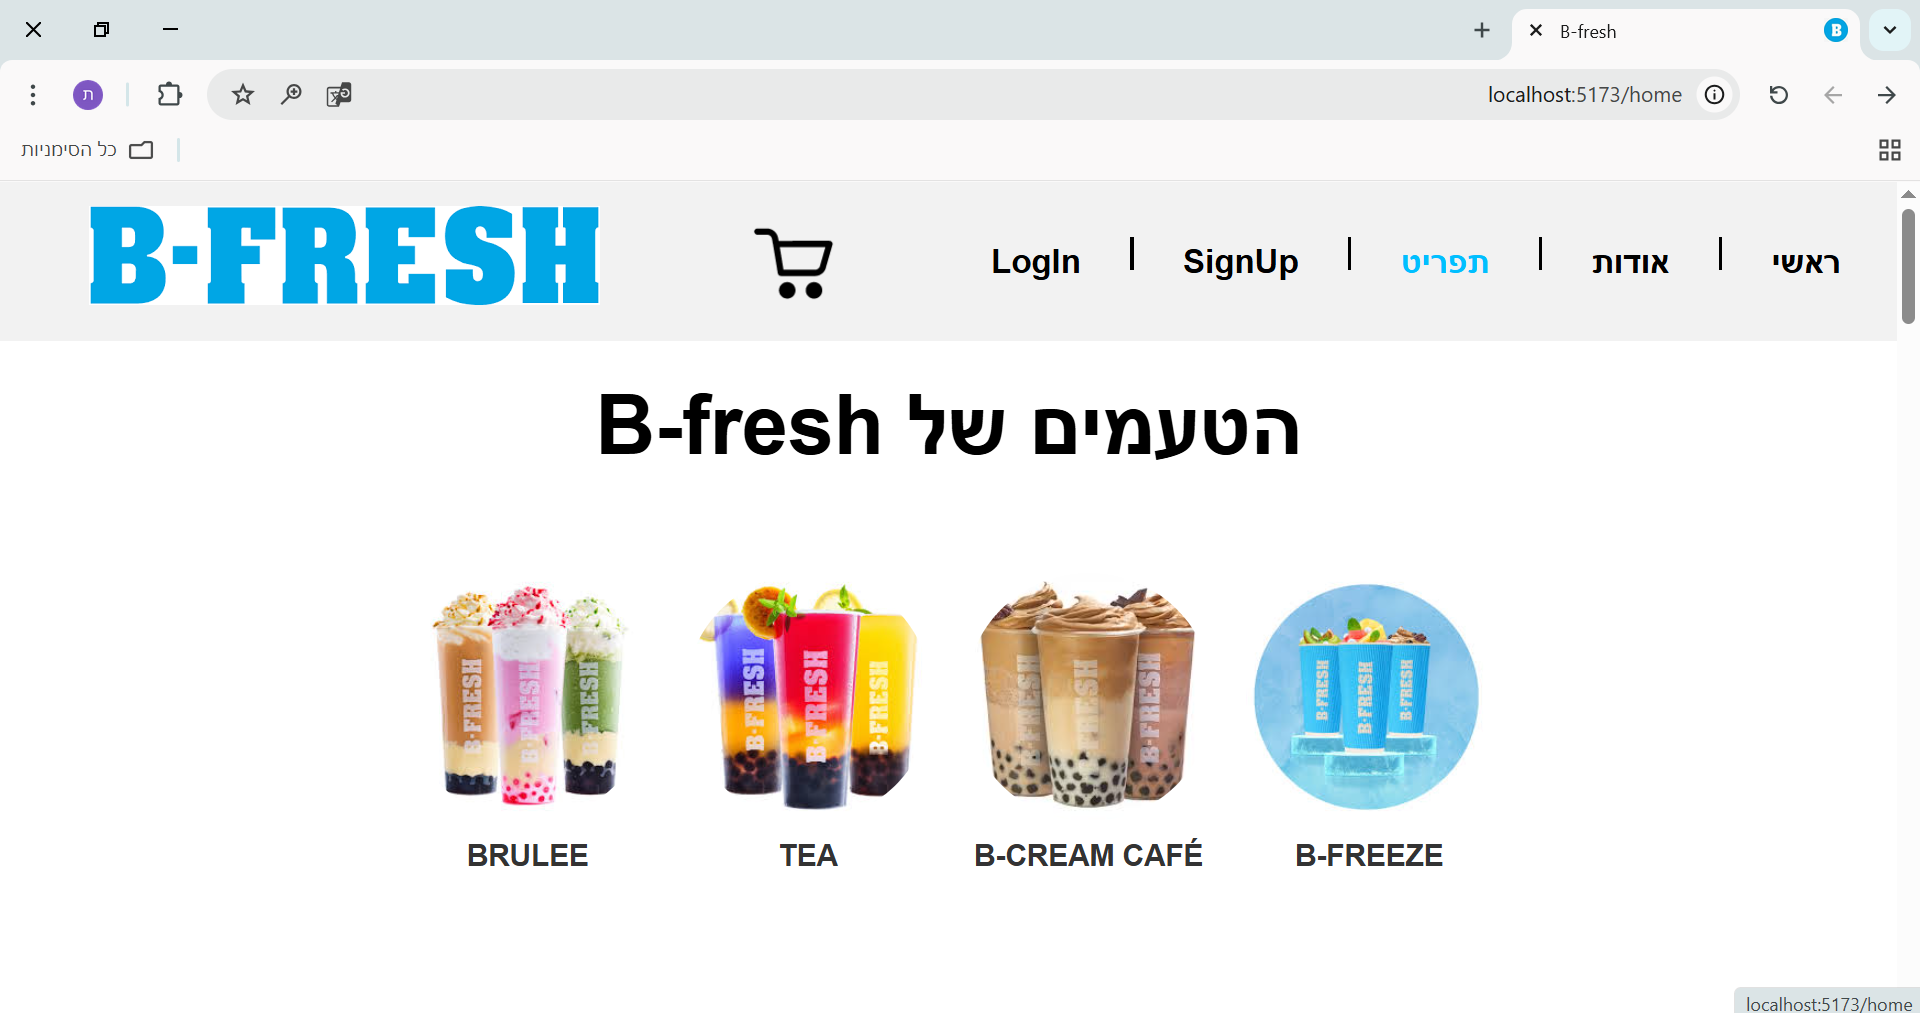 B-fresh
B
localhost:5173/home
ת
כל הסימניות
ראשי | אודות | תפריט | SignUp | LogIn
B-FRESH
הטעמים של B-fresh
B-FRESH B-FRESH B-FRESH
B-FRESH B-FRESH B-FRESH
B-FRESH B-FRESH B-FRESH
B-FRESH B-FRESH B-FRESH
B-FREEZE
B-CREAM CAFÉ
TEA
BRULEE
localhost:5173/home